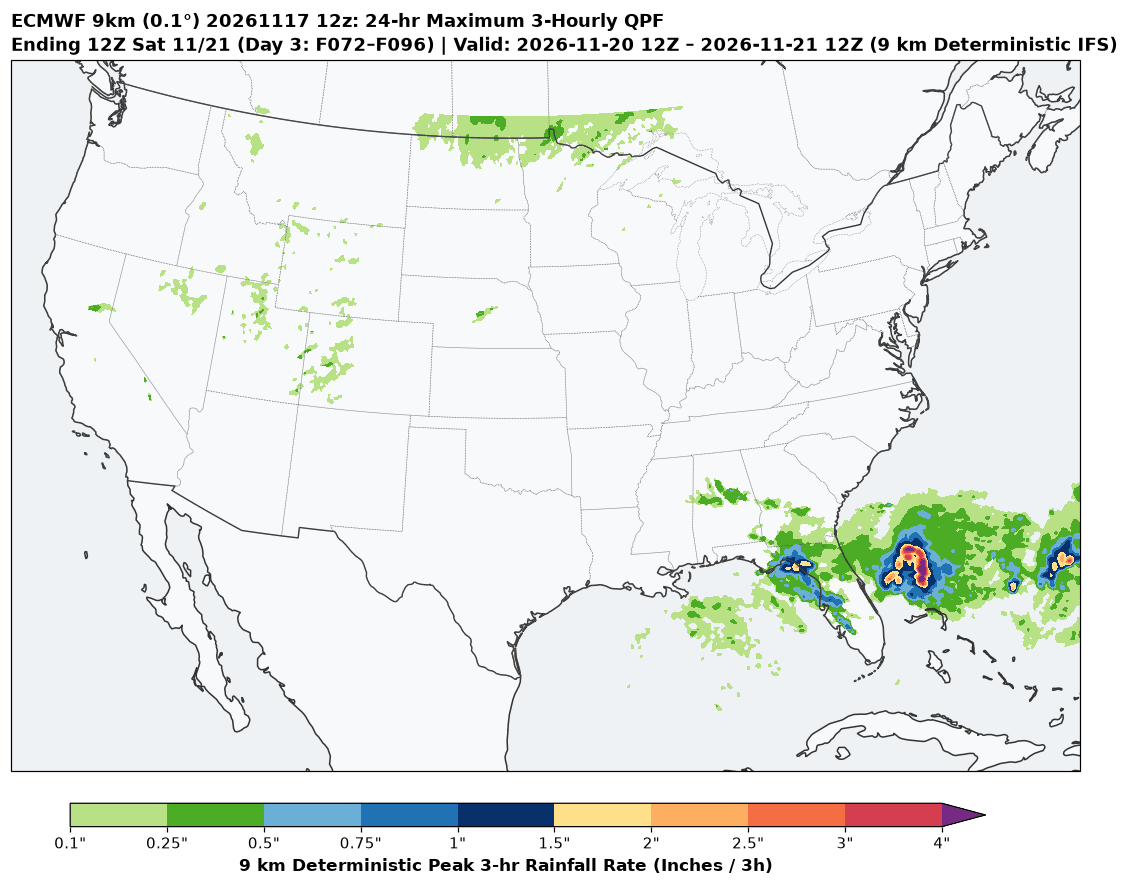 ECMWF 9km (0.1°) 20261117 12z: 24-hr Maximum 3-Hourly QPF
Ending 12Z Sat 11/21 (Day 3: F072–F096) | Valid: 2026-11-20 12Z – 2026-11-21 12Z (9 km Deterministic IFS)
0.1" 0.25" 0.5" 0.75" 1" 1.5" 2" 2.5" 3" 4"
9 km Deterministic Peak 3-hr Rainfall Rate (Inches / 3h)